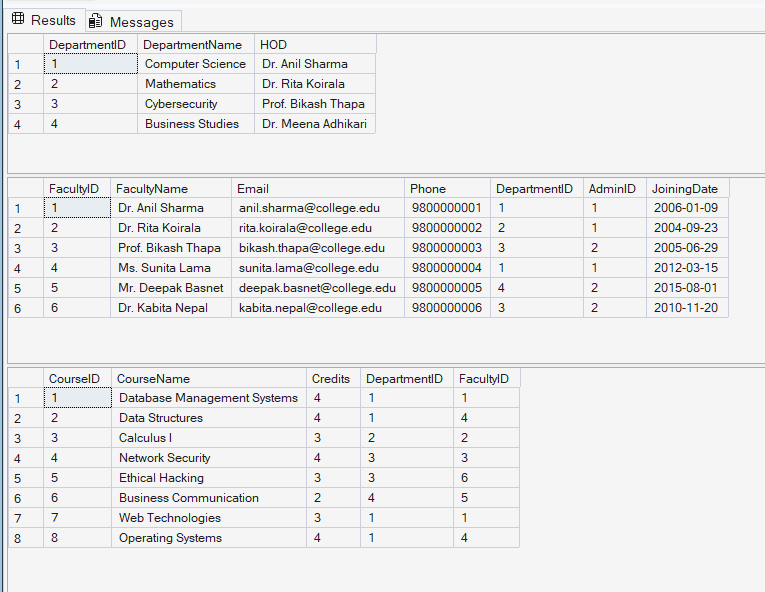 Results Messages
DepartmentID DepartmentName HOD
1 1 Computer Science Dr. Anil Sharma
2 2 Mathematics Dr. Rita Koirala
3 3 Cybersecurity Prof. Bikash Thapa
4 4 Business Studies Dr. Meena Adhikari
FacultyID FacultyName Email Phone DepartmentID AdminID JoiningDate
1 1 Dr. Anil Sharma anil.sharma@college.edu 9800000001 1 1 2006-01-09
2 2 Dr. Rita Koirala rita.koirala@college.edu 9800000002 2 1 2004-09-23
3 3 Prof. Bikash Thapa bikash.thapa@college.edu 9800000003 3 2 2005-06-29
4 4 Ms. Sunita Lama sunita.lama@college.edu 9800000004 1 1 2012-03-15
5 5 Mr. Deepak Basnet deepak.basnet@college.edu 9800000005 4 2 2015-08-01
6 6 Dr. Kabita Nepal kabita.nepal@college.edu 9800000006 3 2 2010-11-20
CourseID CourseName Credits DepartmentID FacultyID
1 1 Database Management Systems 4 1 1
2 2 Data Structures 4 1 4
3 3 Calculus I 3 2 2
4 4 Network Security 4 3 3
5 5 Ethical Hacking 3 3 6
6 6 Business Communication 2 4 5
7 7 Web Technologies 3 1 1
8 8 Operating Systems 4 1 4